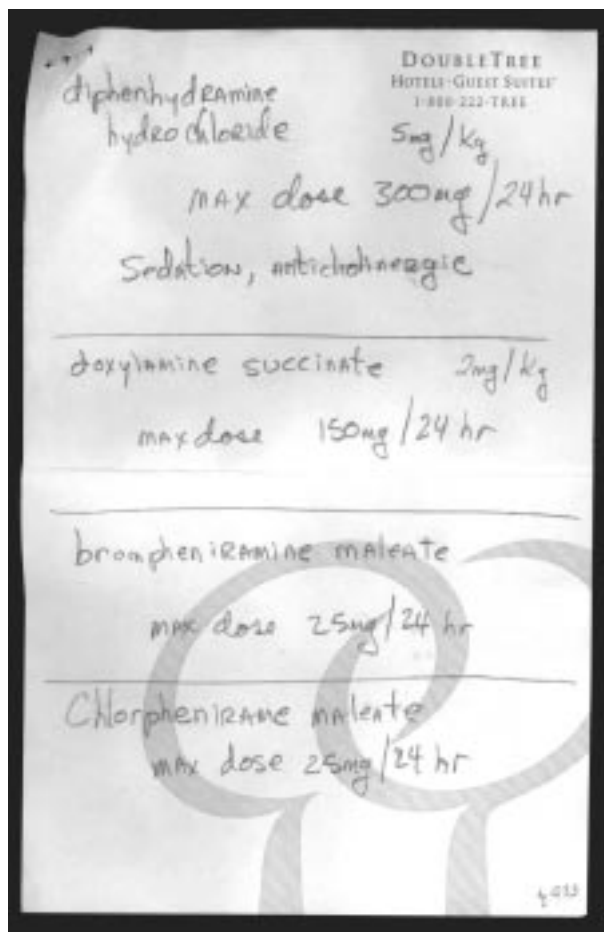 DOUBLETREE
HOTELS·GUEST SUITES
1-800-222-TREE
diphenhydramine
hydrochloride 5mg/kg
max dose 300mg/24hr
Sedation, anticholinergic
doxylamine succinate 2mg/kg
max dose 150mg/24 hr
brompheniramine maleate
max dose 25mg/24 hr
Chlorphenirame maleate
max dose 25mg/24 hr